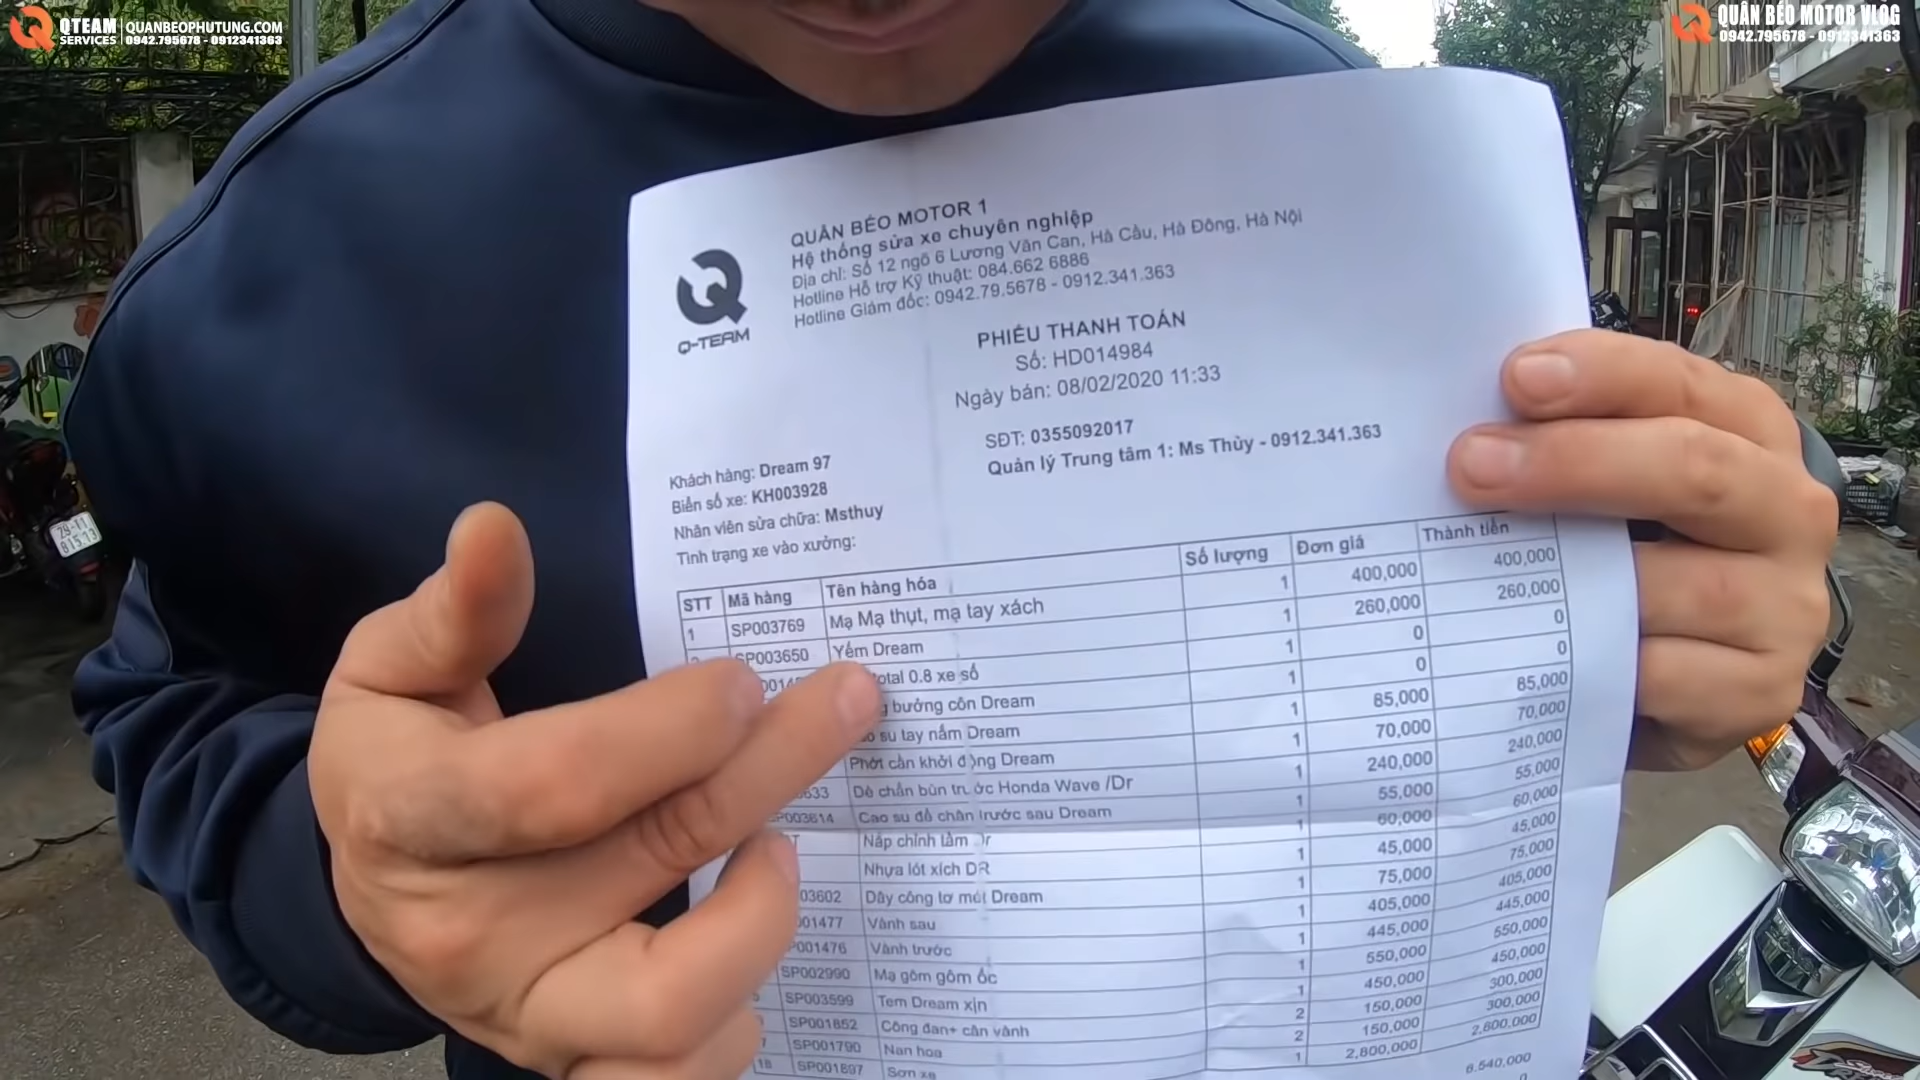 QTEAM SERVICES | QUANBEOPHUTUNG.COM
0942.795678 - 0912341363
QUÂN BÉO MOTOR VLOG
0942.795678 - 0912341363
QUÂN BÉO MOTOR 1
Hệ thống sửa xe chuyên nghiệp
Địa chỉ: Số 12 ngõ 6 Lương Văn Can, Hà Cầu, Hà Đông, Hà Nội
Hotline Hỗ trợ Kỹ thuật: 084.662 6886
Hotline Giám đốc: 0942.79.5678 - 0912.341.363
Q-TEAM
PHIẾU THANH TOÁN
Số: HD014984
Ngày bán: 08/02/2020 11:33
SĐT: 0355092017
Quản lý Trung tâm 1: Ms Thùy - 0912.341.363
Khách hàng: Dream 97
Biển số xe: KH003928
Nhân viên sửa chữa: Msthuy
Tình trạng xe vào xưởng:
STT Mã hàng Tên hàng hóa Số lượng Đơn giá Thành tiền
1 SP003769 Mạ Mạ thụt, mạ tay xách 1 400,000 400,000
SP003650 Yếm Dream 1 260,000 260,000
total 0.8 xe số 1 0 0
bưởng côn Dream 1 0 0
su tay nắm Dream 1 85,000 85,000
Phớt cần khởi động Dream 1 70,000 70,000
Dè chắn bùn trước Honda Wave /Dr 1 240,000 240,000
SP003614 Cao su để chân trước sau Dream 1 55,000 55,000
Nắp chỉnh lằm Dr 1 60,000 60,000
Nhựa lót xích DR 1 45,000 45,000
03602 Dây công tơ mét Dream 1 75,000 75,000
001477 Vành sau 1 405,000 405,000
P001476 Vành trước 1 445,000 445,000
SP002990 Mạ gôm gôm ốc 1 550,000 550,000
SP003599 Tem Dream xịn 1 450,000 450,000
SP001852 Công đan+ cân vành 2 150,000 300,000
SP001790 Nan hoa 2 150,000 300,000
18 SP001897 Sơn xe 1 2,800,000 2,800,000
6,540,000
0
29-V1
815.13